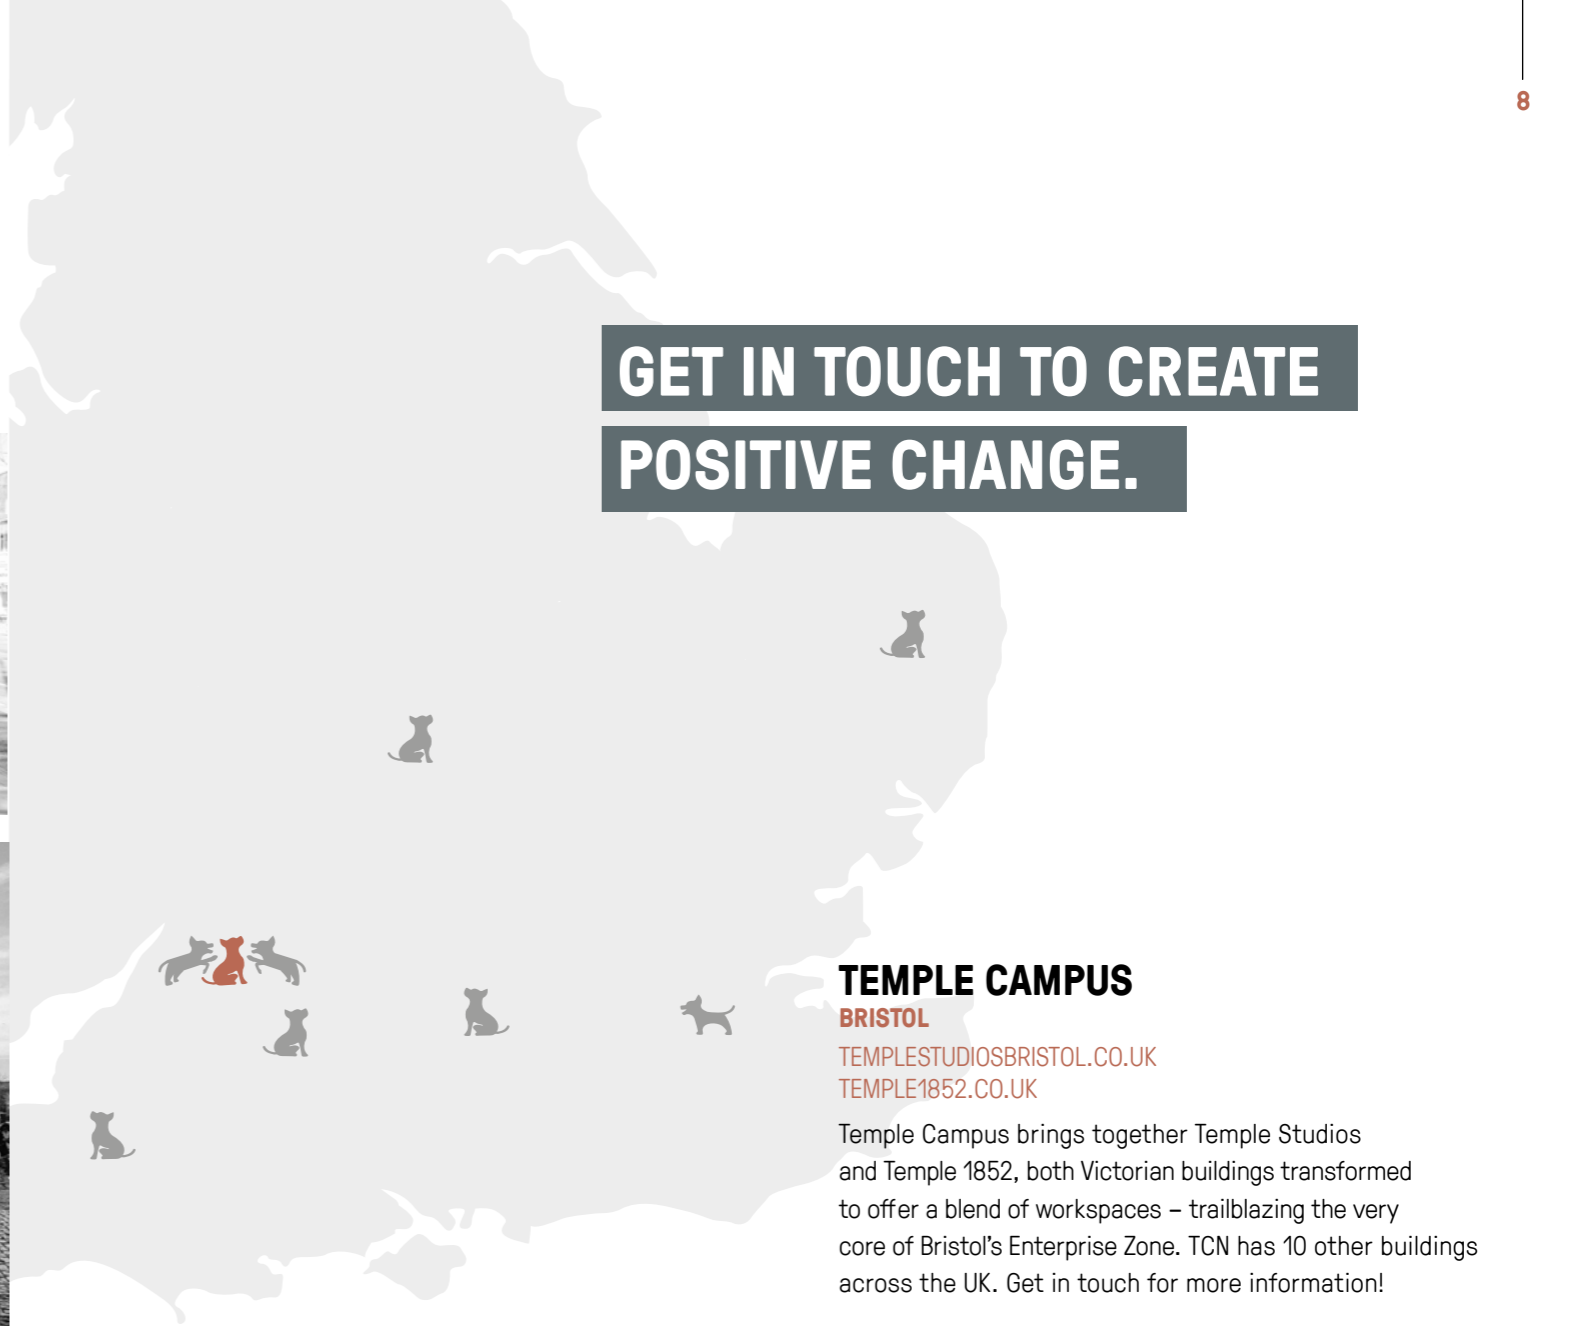 8
GET IN TOUCH TO CREATE
POSITIVE CHANGE.
TEMPLE CAMPUS
BRISTOL
TEMPLESTUDIOSBRISTOL.CO.UK
TEMPLE1852.CO.UK
Temple Campus brings together Temple Studios
and Temple 1852, both Victorian buildings transformed
to offer a blend of workspaces – trailblazing the very
core of Bristol’s Enterprise Zone. TCN has 10 other buildings
across the UK. Get in touch for more information!